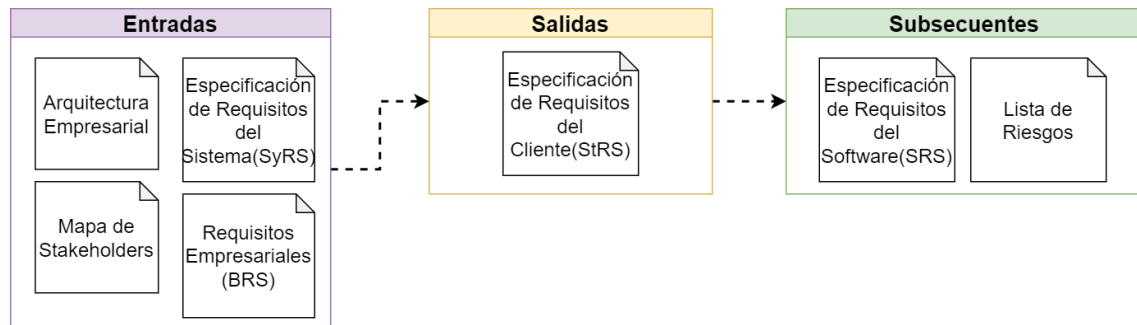 Entradas
Arquitectura
Empresarial
Especificación
de Requisitos
del
Sistema(SyRS)
Mapa de
Stakeholders
Requisitos
Empresariales
(BRS)
Salidas
Especificación
de Requisitos
del
Cliente(StRS)
Subsecuentes
Especificación
de Requisitos
del
Software(SRS)
Lista de
Riesgos